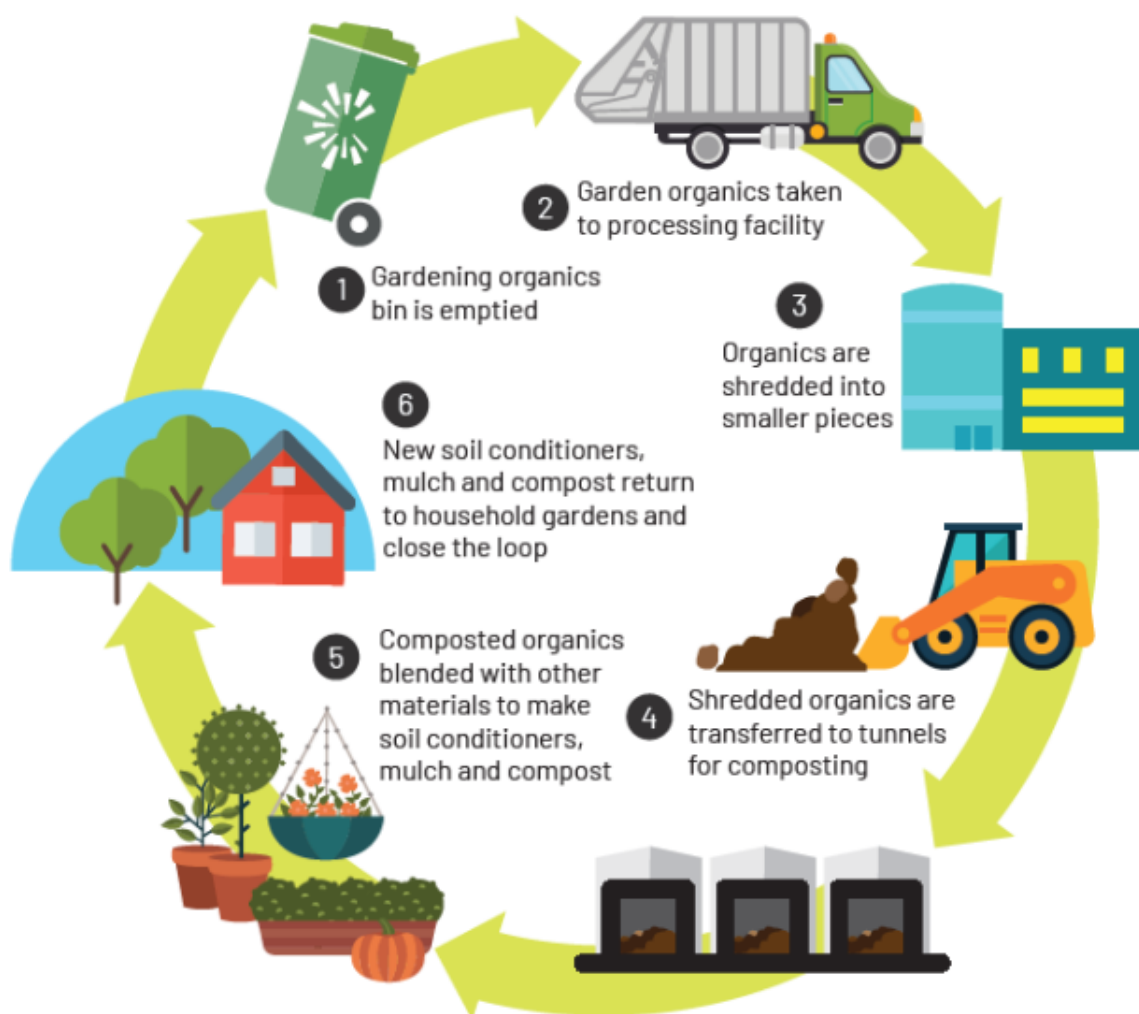 1
Gardening organics
bin is emptied
2
Garden organics taken
to processing facility
3
Organics are
shredded into
smaller pieces
4
Shredded organics are
transferred to tunnels
for composting
5
Composted organics
blended with other
materials to make
soil conditioners,
mulch and compost
6
New soil conditioners,
mulch and compost return
to household gardens and
close the loop